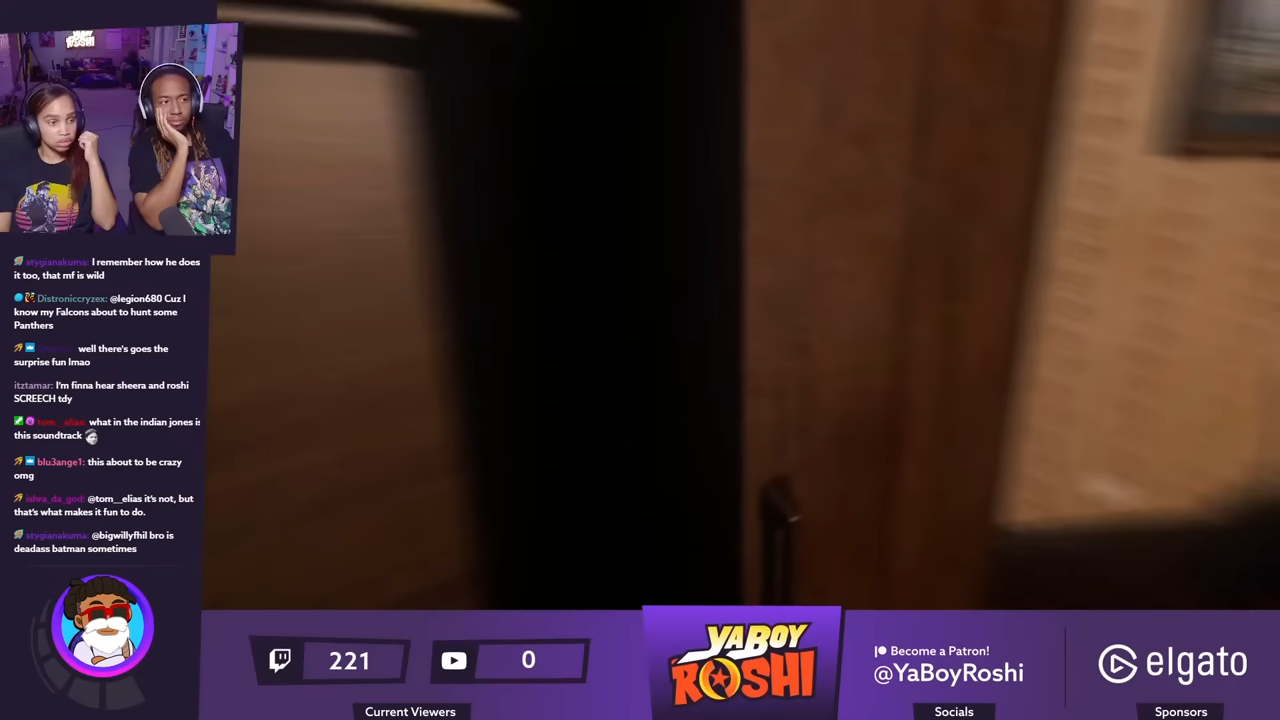 YABOY
ROSHI
stygianakuma: I remember how he does
it too, that mf is wild
Distroniccryzex: @legion680 Cuz I
know my Falcons about to hunt some
Panthers
well there's goes the
surprise fun lmao
itztamar: I'm finna hear sheera and roshi
SCREECH tdy
tom__elias: what in the indian jones is
this soundtrack
blu3ange1: this about to be crazy
omg
ishra_da_god: @tom__elias it's not, but
that's what makes it fun to do.
stygianakuma: @bigwillyfhil bro is
deadass batman sometimes
221
0
Current Viewers
YABOY
ROSHI
Become a Patron!
@YaBoyRoshi
Socials
elgato
Sponsors